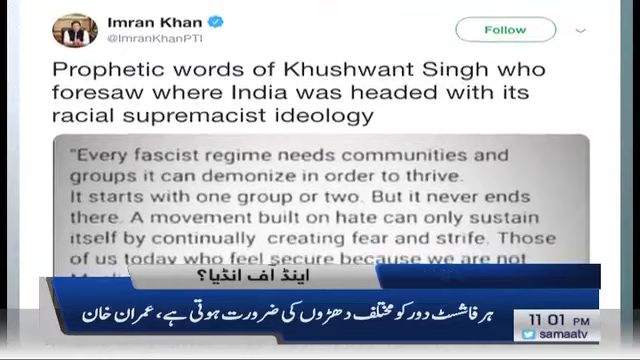 Imran Khan
@ImranKhanPTI
Follow
Prophetic words of Khushwant Singh who
foresaw where India was headed with its
racial supremacist ideology
"Every fascist regime needs communities and
groups it can demonize in order to thrive.
It starts with one group or two. But it never ends
there. A movement built on hate can only sustain
itself by continually creating fear and strife. Those
of us today who feel secure because we are not
اینڈ آف انڈیا؟
ہر فاشسٹ دور کو مختلف دھڑوں کی ضرورت ہوتی ہے، عمران خان
11:01 PM
samaatv